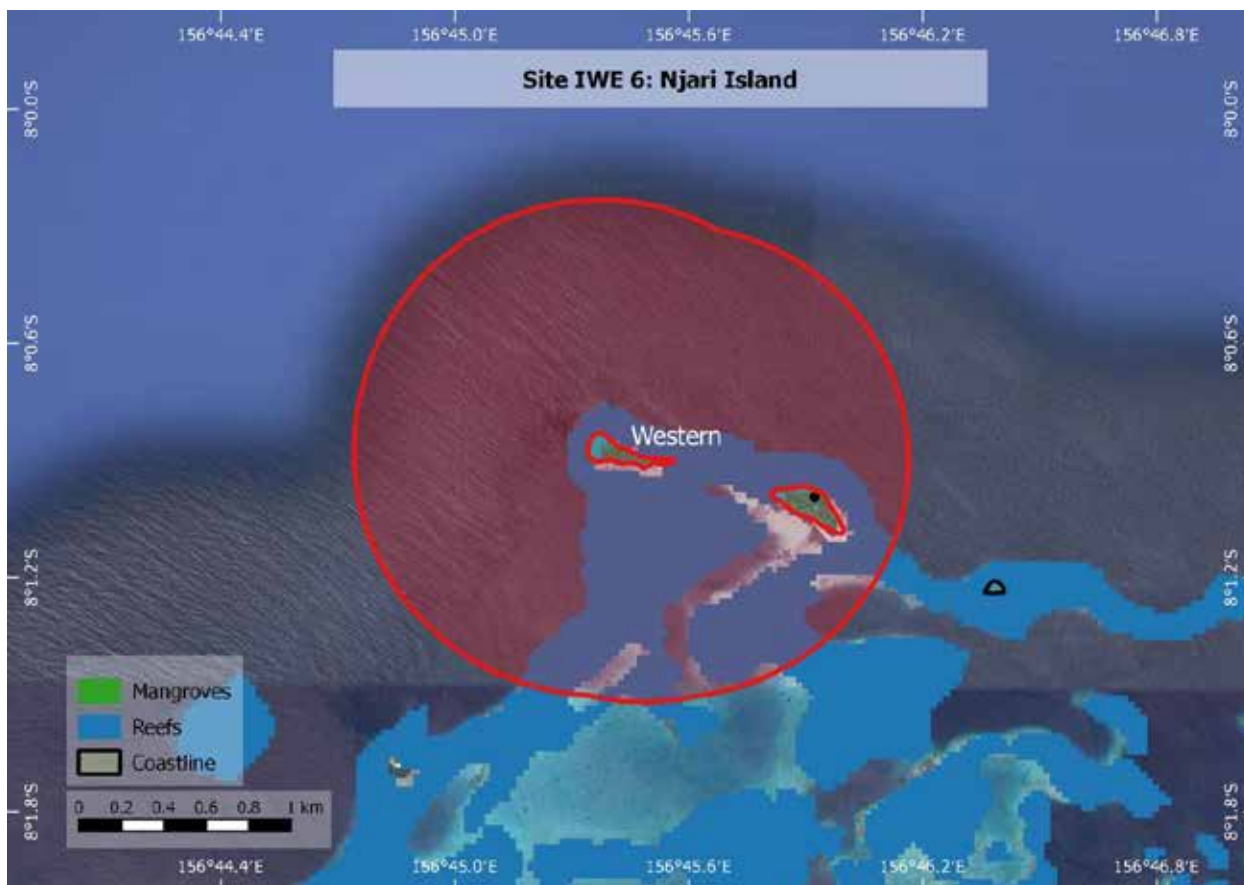 156°44.4'E 156°45.0'E 156°45.6'E 156°46.2'E 156°46.8'E
Site IWE 6: Njari Island
8°0.0'S 8°0.0'S
8°0.6'S 8°0.6'S
Western
8°1.2'S 8°1.2'S
Mangroves
Reefs
Coastline
0 0.2 0.4 0.6 0.8 1 km
8°1.8'S 8°1.8'S
156°44.4'E 156°45.0'E 156°45.6'E 156°46.2'E 156°46.8'E